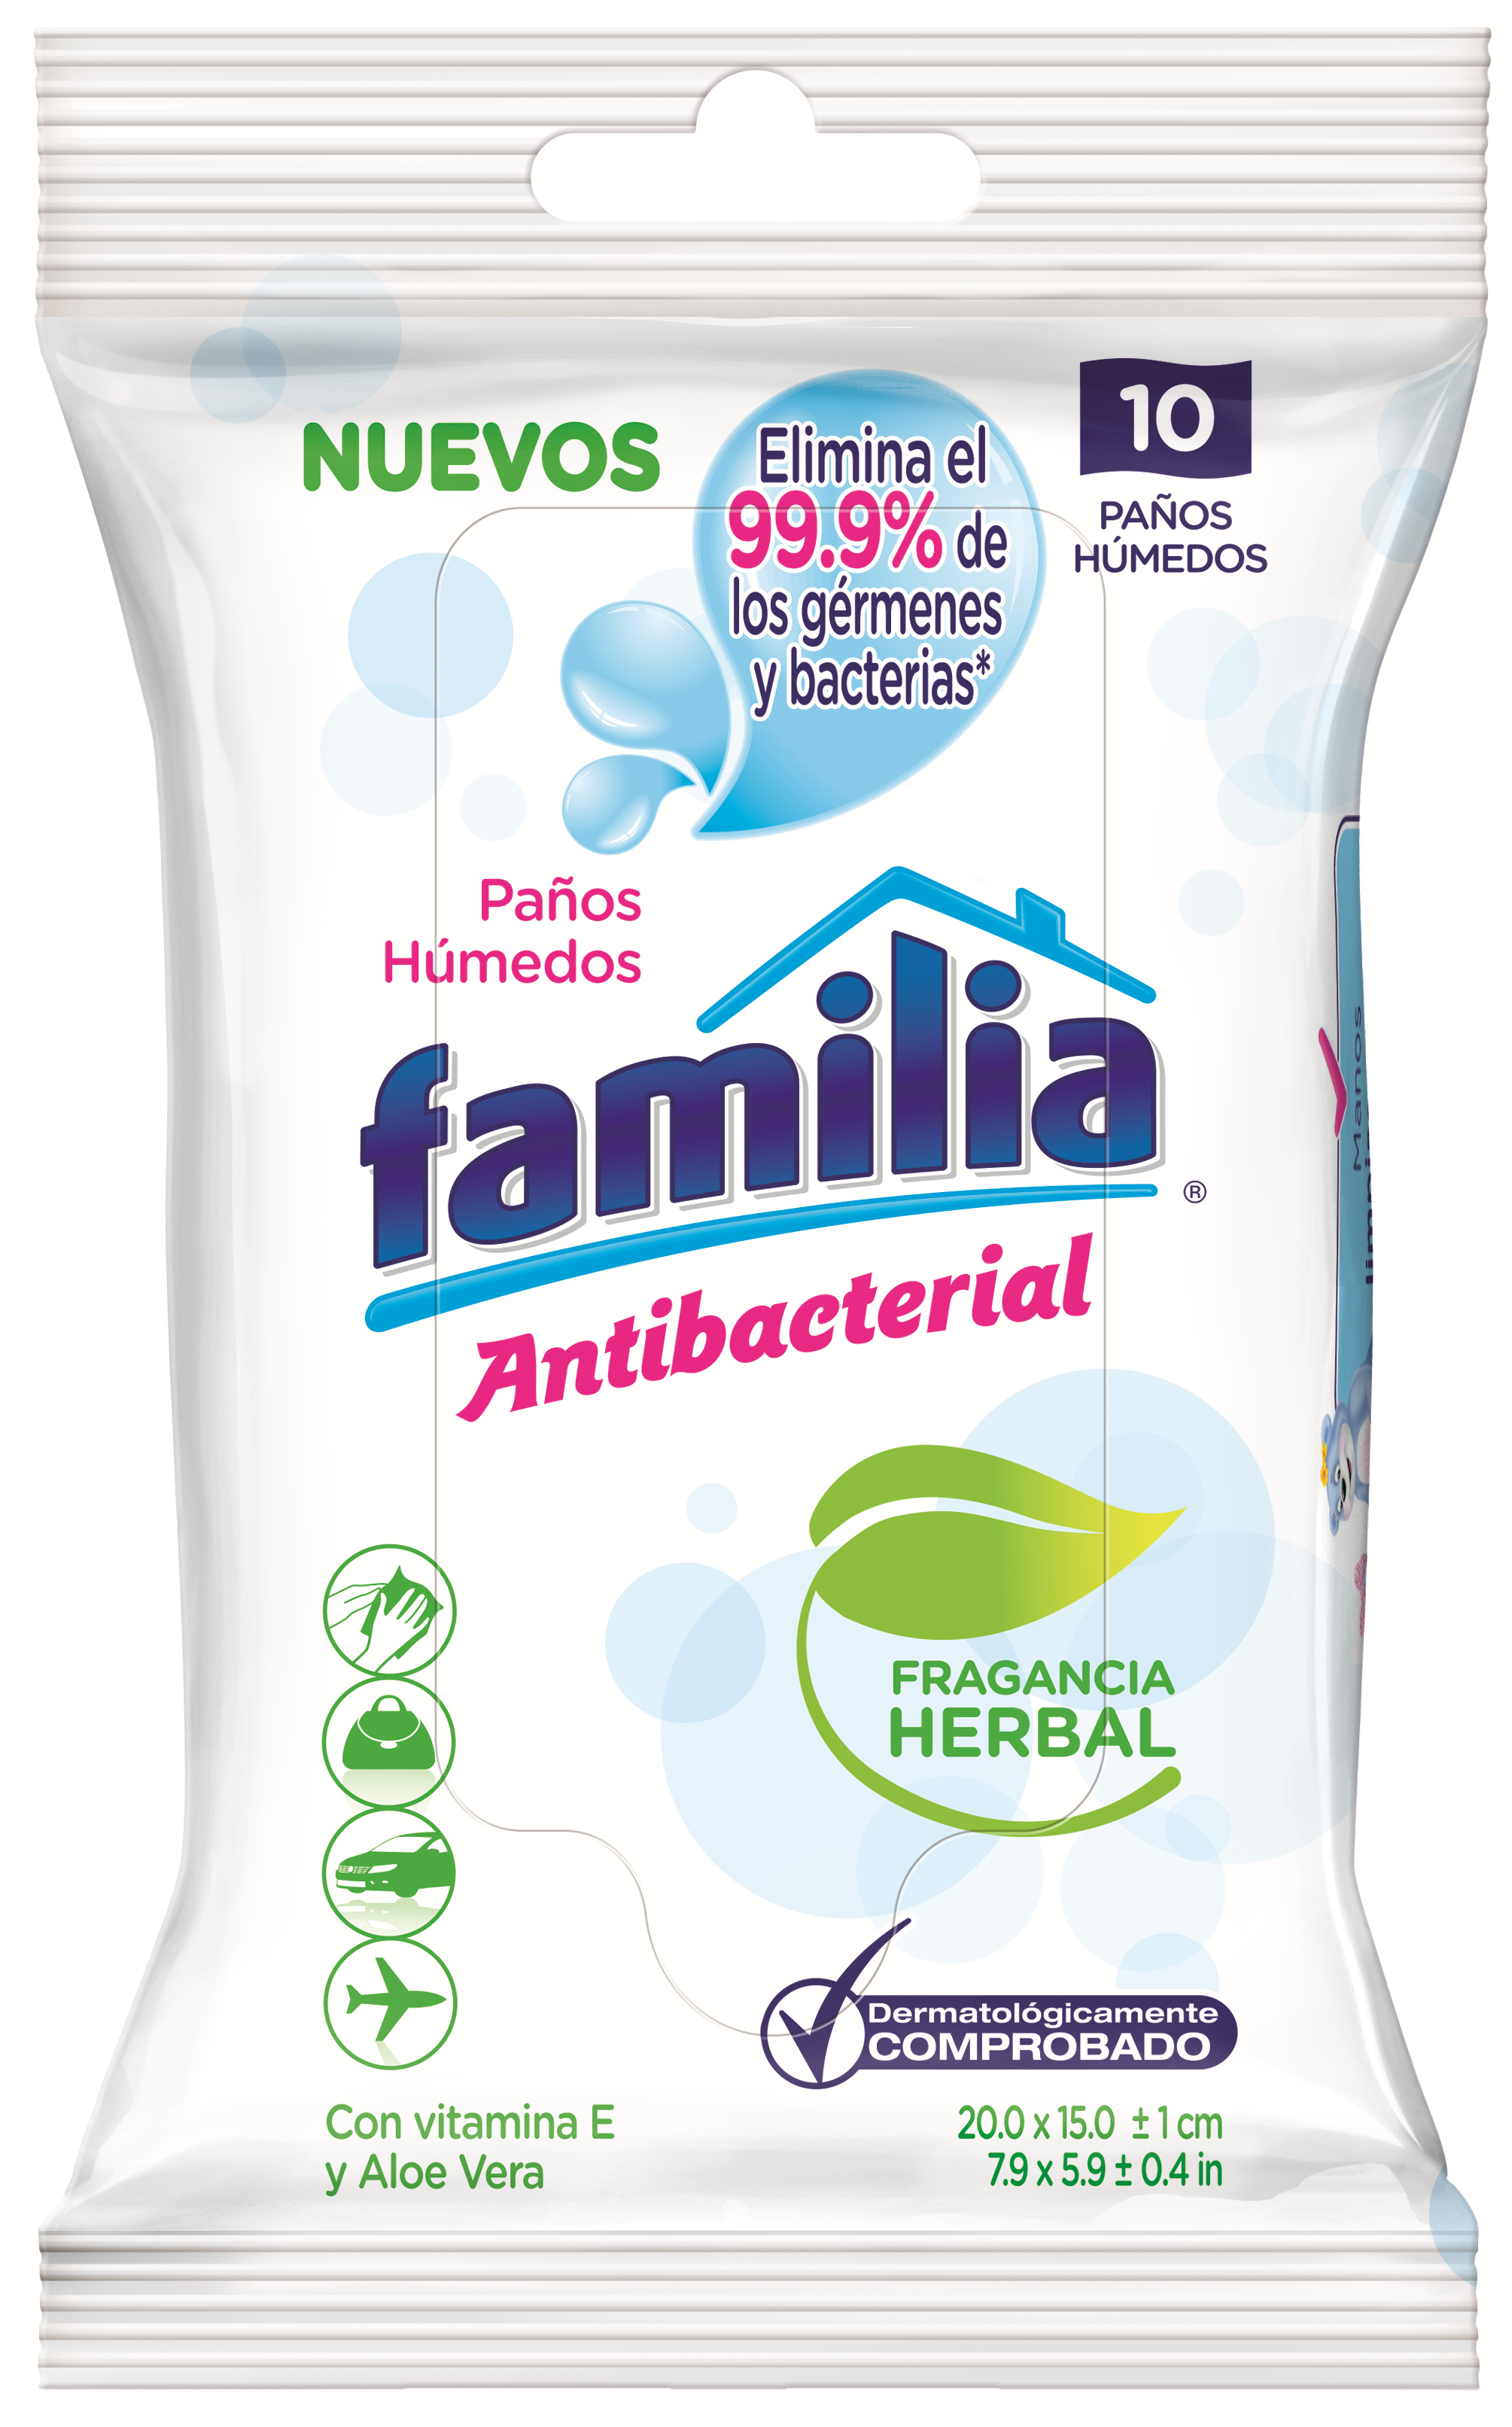 NUEVOS
Elimina el
99.9% de
los gérmenes
y bacterias*
10
PAÑOS
HÚMEDOS
Paños
Húmedos
familia
®
Antibacterial
Manos
FRAGANCIA
HERBAL
Dermatológicamente
COMPROBADO
Con vitamina E
y Aloe Vera
20.0 x 15.0 ± 1 cm
7.9 x 5.9 ± 0.4 in